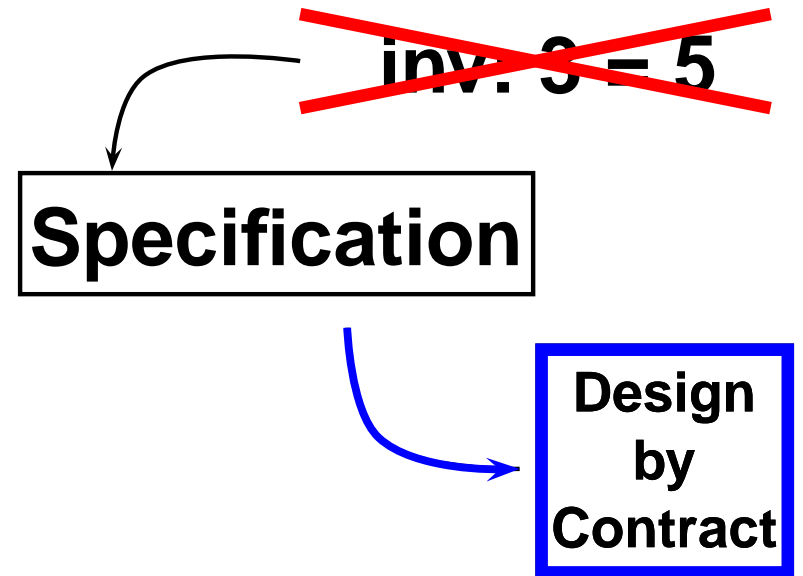 inv: 3 = 5
Specification
Design
by
Contract